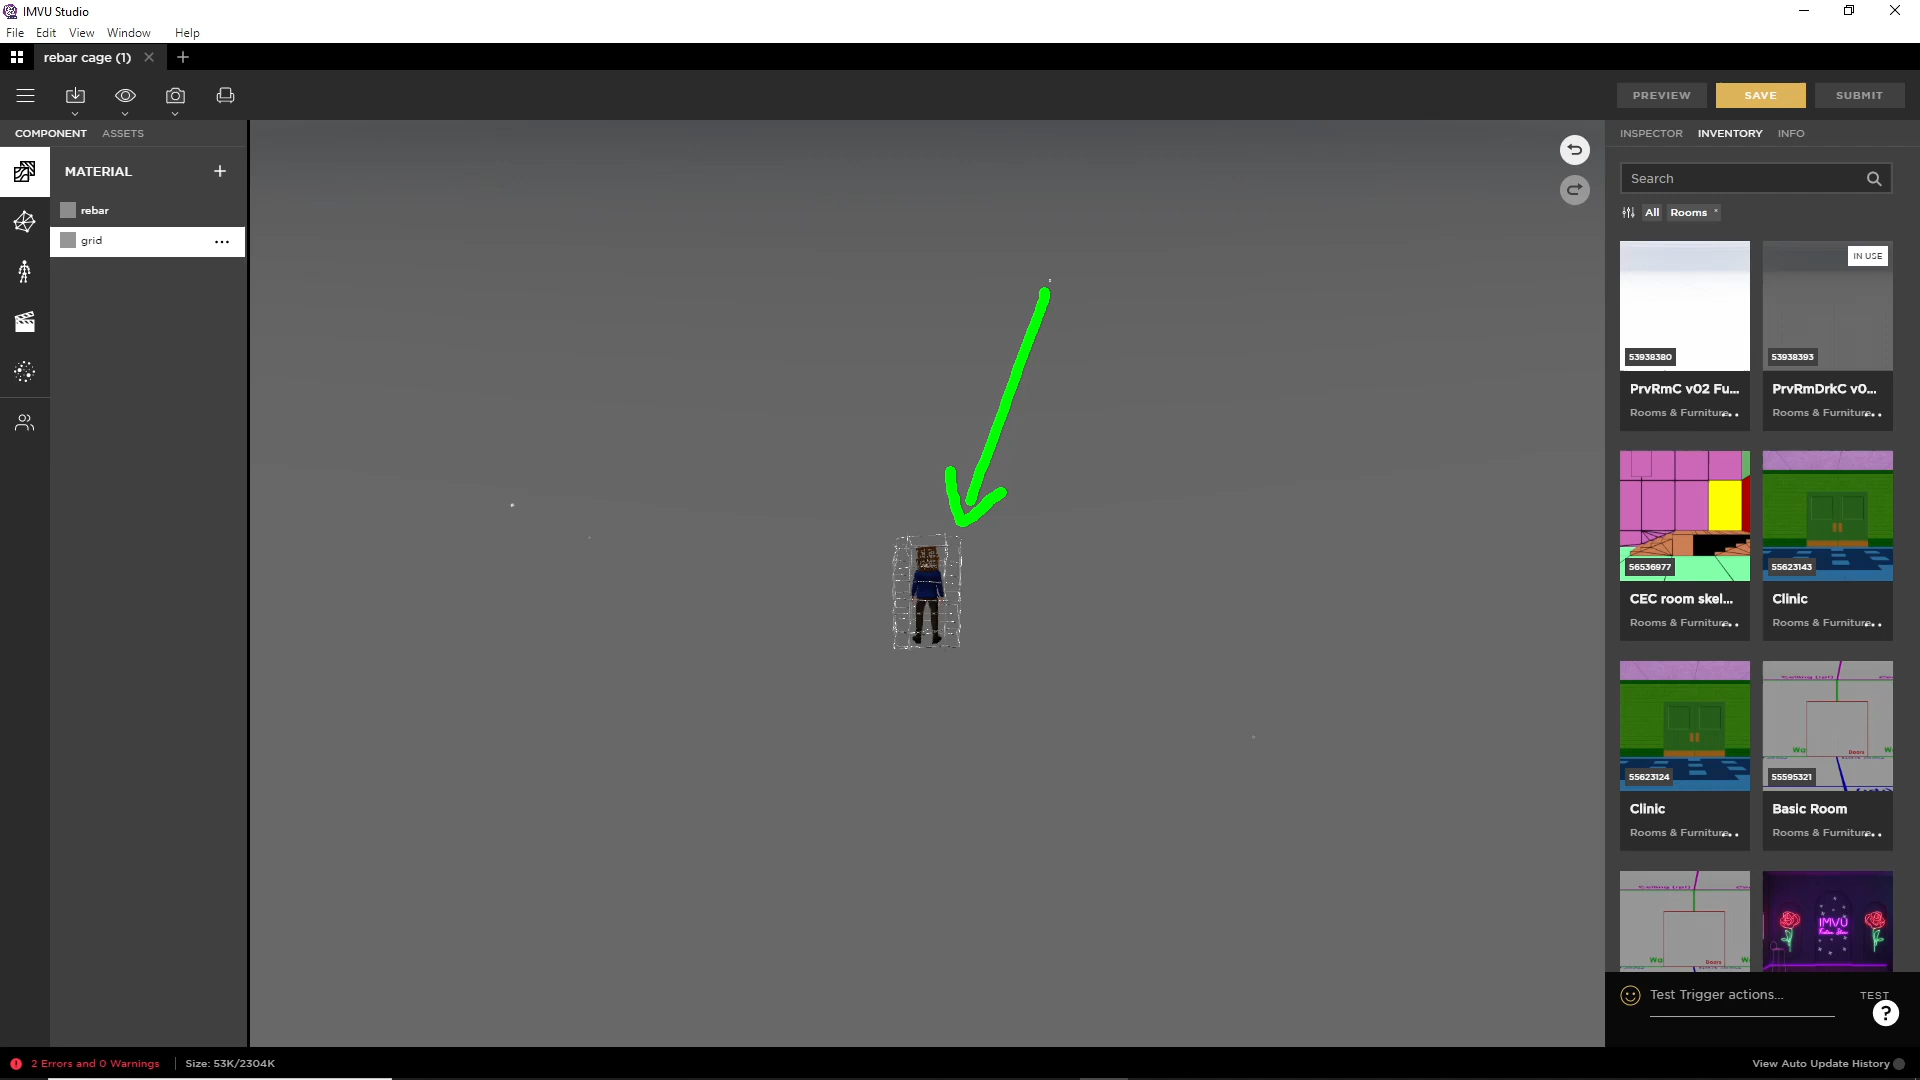 IMVU Studio
File Edit View Window Help
rebar cage (1)
PREVIEW SAVE SUBMIT
COMPONENT ASSETS
INSPECTOR INVENTORY INFO
MATERIAL
Search
rebar
All Rooms
grid
IN USE
53938380
53938393
PrvRmC v02 Fu...
PrvRmDrkC v0...
Rooms & Furniture...
Rooms & Furniture...
56536977
55623143
CEC room skel...
Clinic
Rooms & Furniture...
Rooms & Furniture...
55623124
55595321
Clinic
Basic Room
Rooms & Furniture...
Rooms & Furniture...
IMVU
Test Trigger actions...
TEST
?
2 Errors and 0 Warnings
Size: 53K/2304K
View Auto Update History